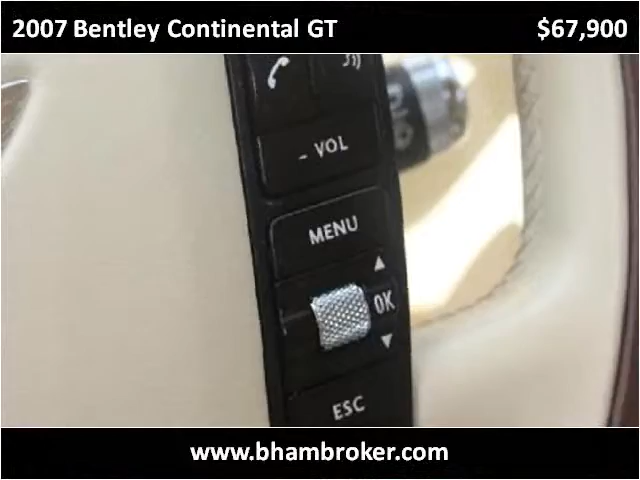 2007 Bentley Continental GT $67,900
- VOL
MENU
OK
ESC
www.bhambroker.com